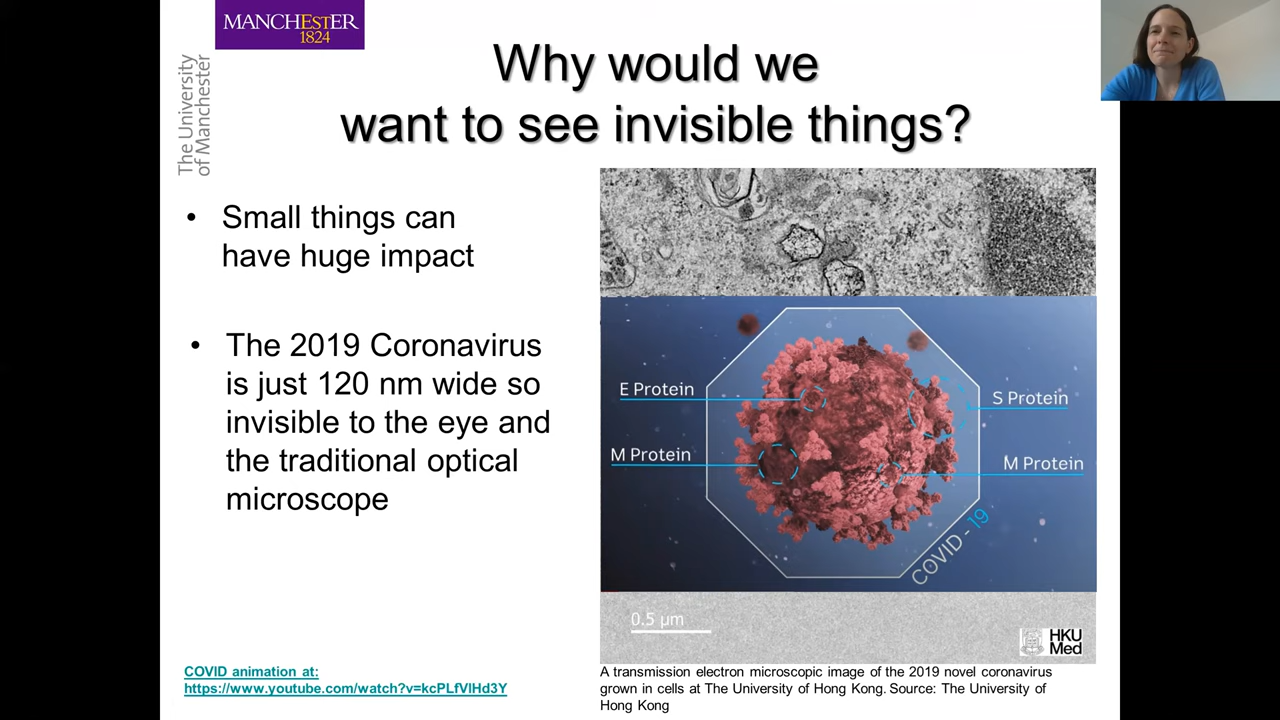 MANCHESTER
1824
The University
of Manchester
Why would we
want to see invisible things?
• Small things can
have huge impact
• The 2019 Coronavirus
is just 120 nm wide so
invisible to the eye and
the traditional optical
microscope
E Protein
S Protein
M Protein
M Protein
COVID - 19
0.5 µm
HKU
Med
COVID animation at:
https://www.youtube.com/watch?v=kcPLfVlHd3Y
A transmission electron microscopic image of the 2019 novel coronavirus
grown in cells at The University of Hong Kong. Source: The University of
Hong Kong